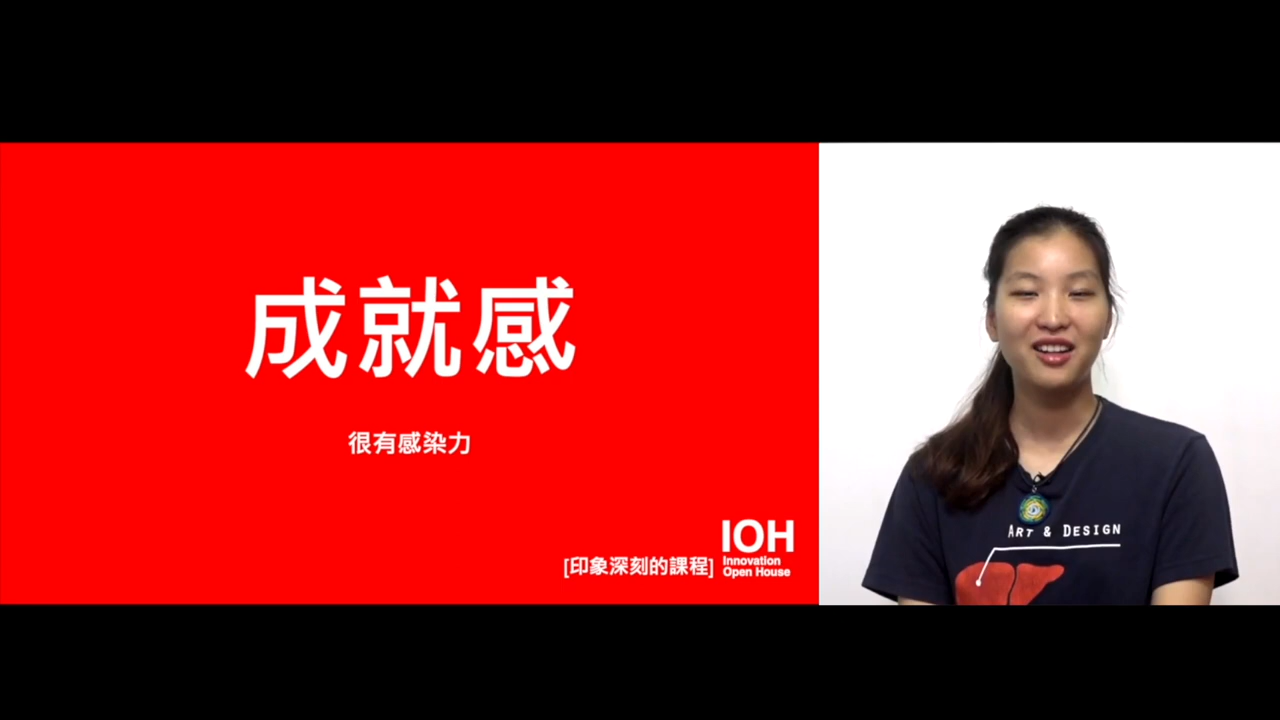 成就感
很有感染力
[印象深刻的課程]
IOH
Innovation
Open House
ART & DESIGN